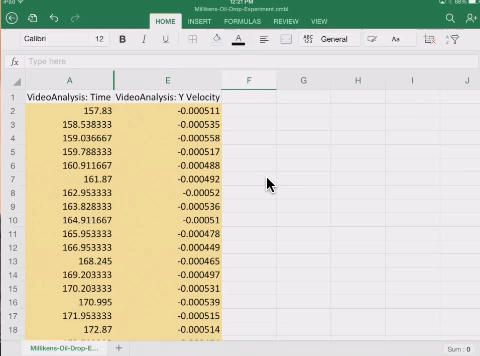 iPad
12:21 PM
68%
Millikens-Oil-Drop-Experiment.cmbl
HOME INSERT FORMULAS REVIEW VIEW
Calibri 12 B I U A ABC 123 General Aa
fx Type here
A E F G H I J
1 VideoAnalysis: Time VideoAnalysis: Y Velocity
2 157.83 -0.000511
3 158.538333 -0.000535
4 159.036667 -0.000558
5 159.788333 -0.000517
6 160.911667 -0.000488
7 161.87 -0.000492
8 162.953333 -0.00052
9 163.828333 -0.000536
10 164.911667 -0.00051
11 165.953333 -0.000478
12 166.953333 -0.000449
13 168.245 -0.000465
14 169.203333 -0.000497
15 170.203333 -0.000531
16 170.995 -0.000539
17 171.953333 -0.000515
18 172.87 -0.000514
Millikens-Oil-Drop-E... +
Sum : 0